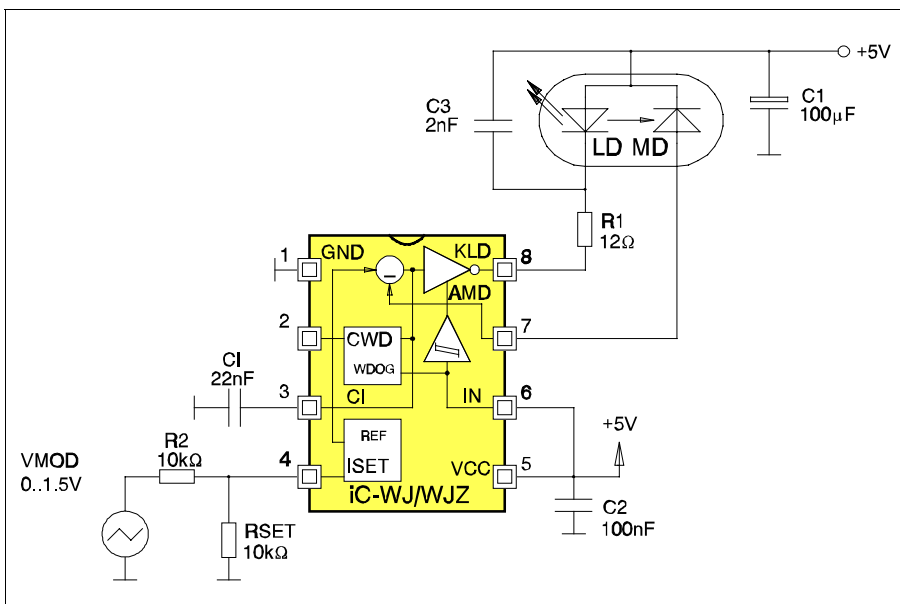 +5V
C3
2nF
C1
100µF
LD MD
R1
12Ω
1
GND
KLD
8
AMD
2
7
CWD
WDOG
CI
22nF
3
CI
IN
6
+5V
R2
10kΩ
VMOD
0..1.5V
4
REF
ISET
VCC
5
iC-WJ/WJZ
C2
100nF
RSET
10kΩ